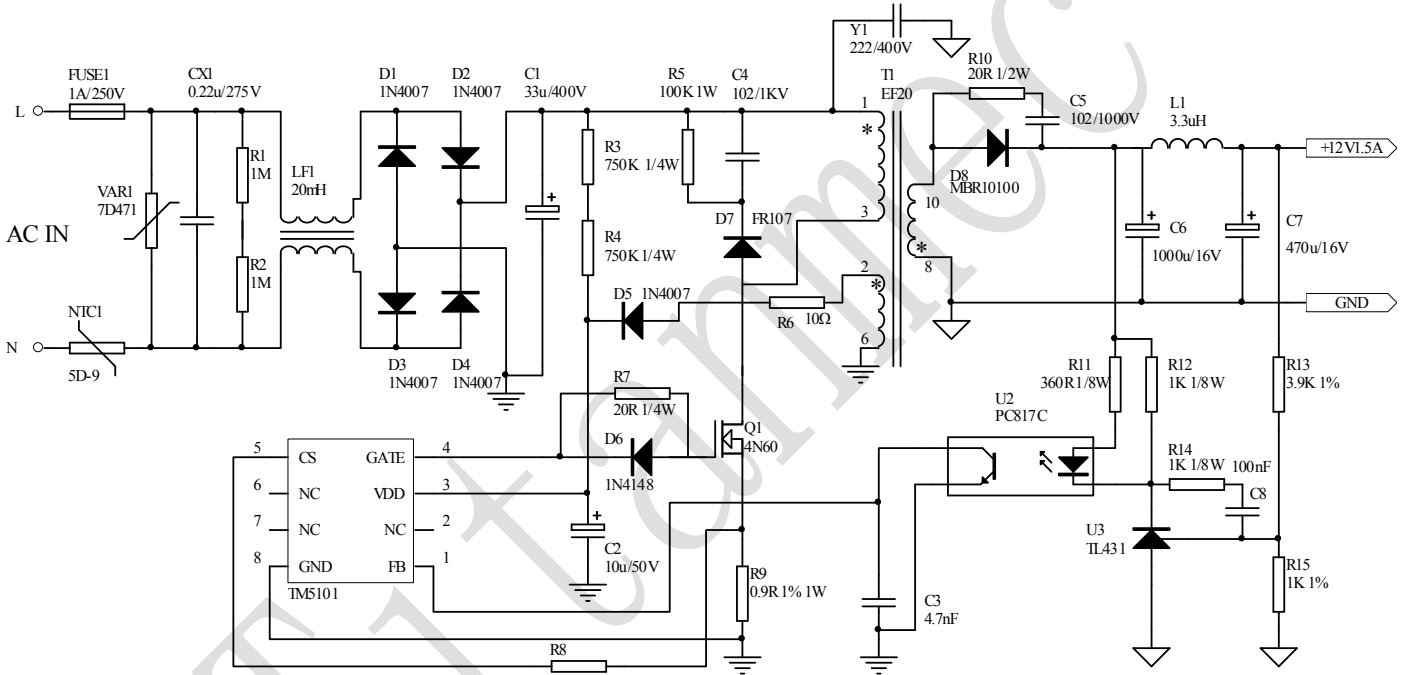 Y1
222/400V
R10
20R 1/2W
FUSE1
1A/250V
CX1
0.22u/275V
D1
1N4007
D2
1N4007
C1
33u/400V
R5
100K 1W
C4
102/1KV
T1
EF20
C5
102/1000V
L1
3.3uH
L
1
*
R3
750K 1/4W
+12V1.5A
R1
1M
D8
MBR10100
LF1
20mH
VAR1
7D471
10
+
D7
FR107
3
+
C6
1000u/16V
+
C7
470u/16V
AC IN
R4
750K 1/4W
*
8
R2
1M
2
*
D5
1N4007
R6
10Ω
GND
NTC1
5D-9
N
6
D3
1N4007
D4
1N4007
R7
20R 1/4W
R11
360R1/8W
R12
1K 1/8W
R13
3.9K 1%
U2
PC817C
Q1
4N60
D6
1N4148
5
CS
GATE
4
6
NC
VDD
3
7
NC
NC
2
8
GND
FB
1
TM5101
R14
1K 1/8W
100nF
C8
+
C2
10u/50V
U3
TL431
R9
0.9R 1% 1W
R15
1K 1%
C3
4.7nF
R8
Titanmec